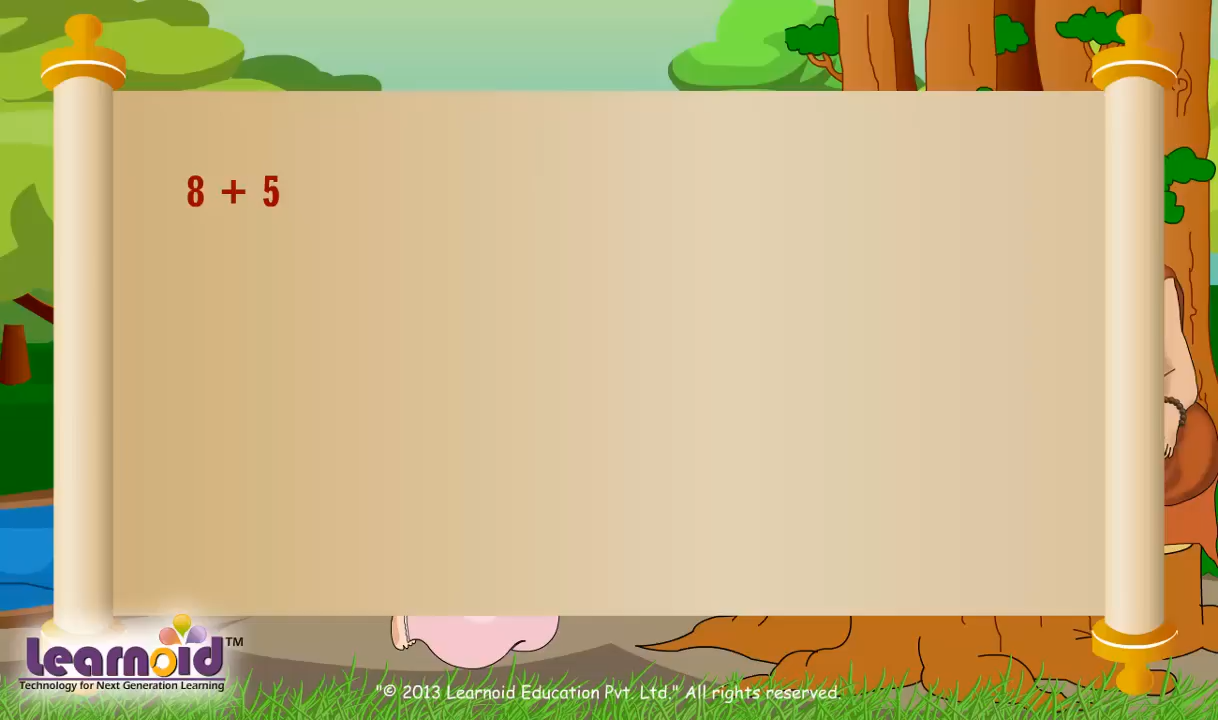 8 + 5
Learnoid™
Technology for Next Generation Learning
"© 2013 Learnoid Education Pvt. Ltd." All rights reserved.